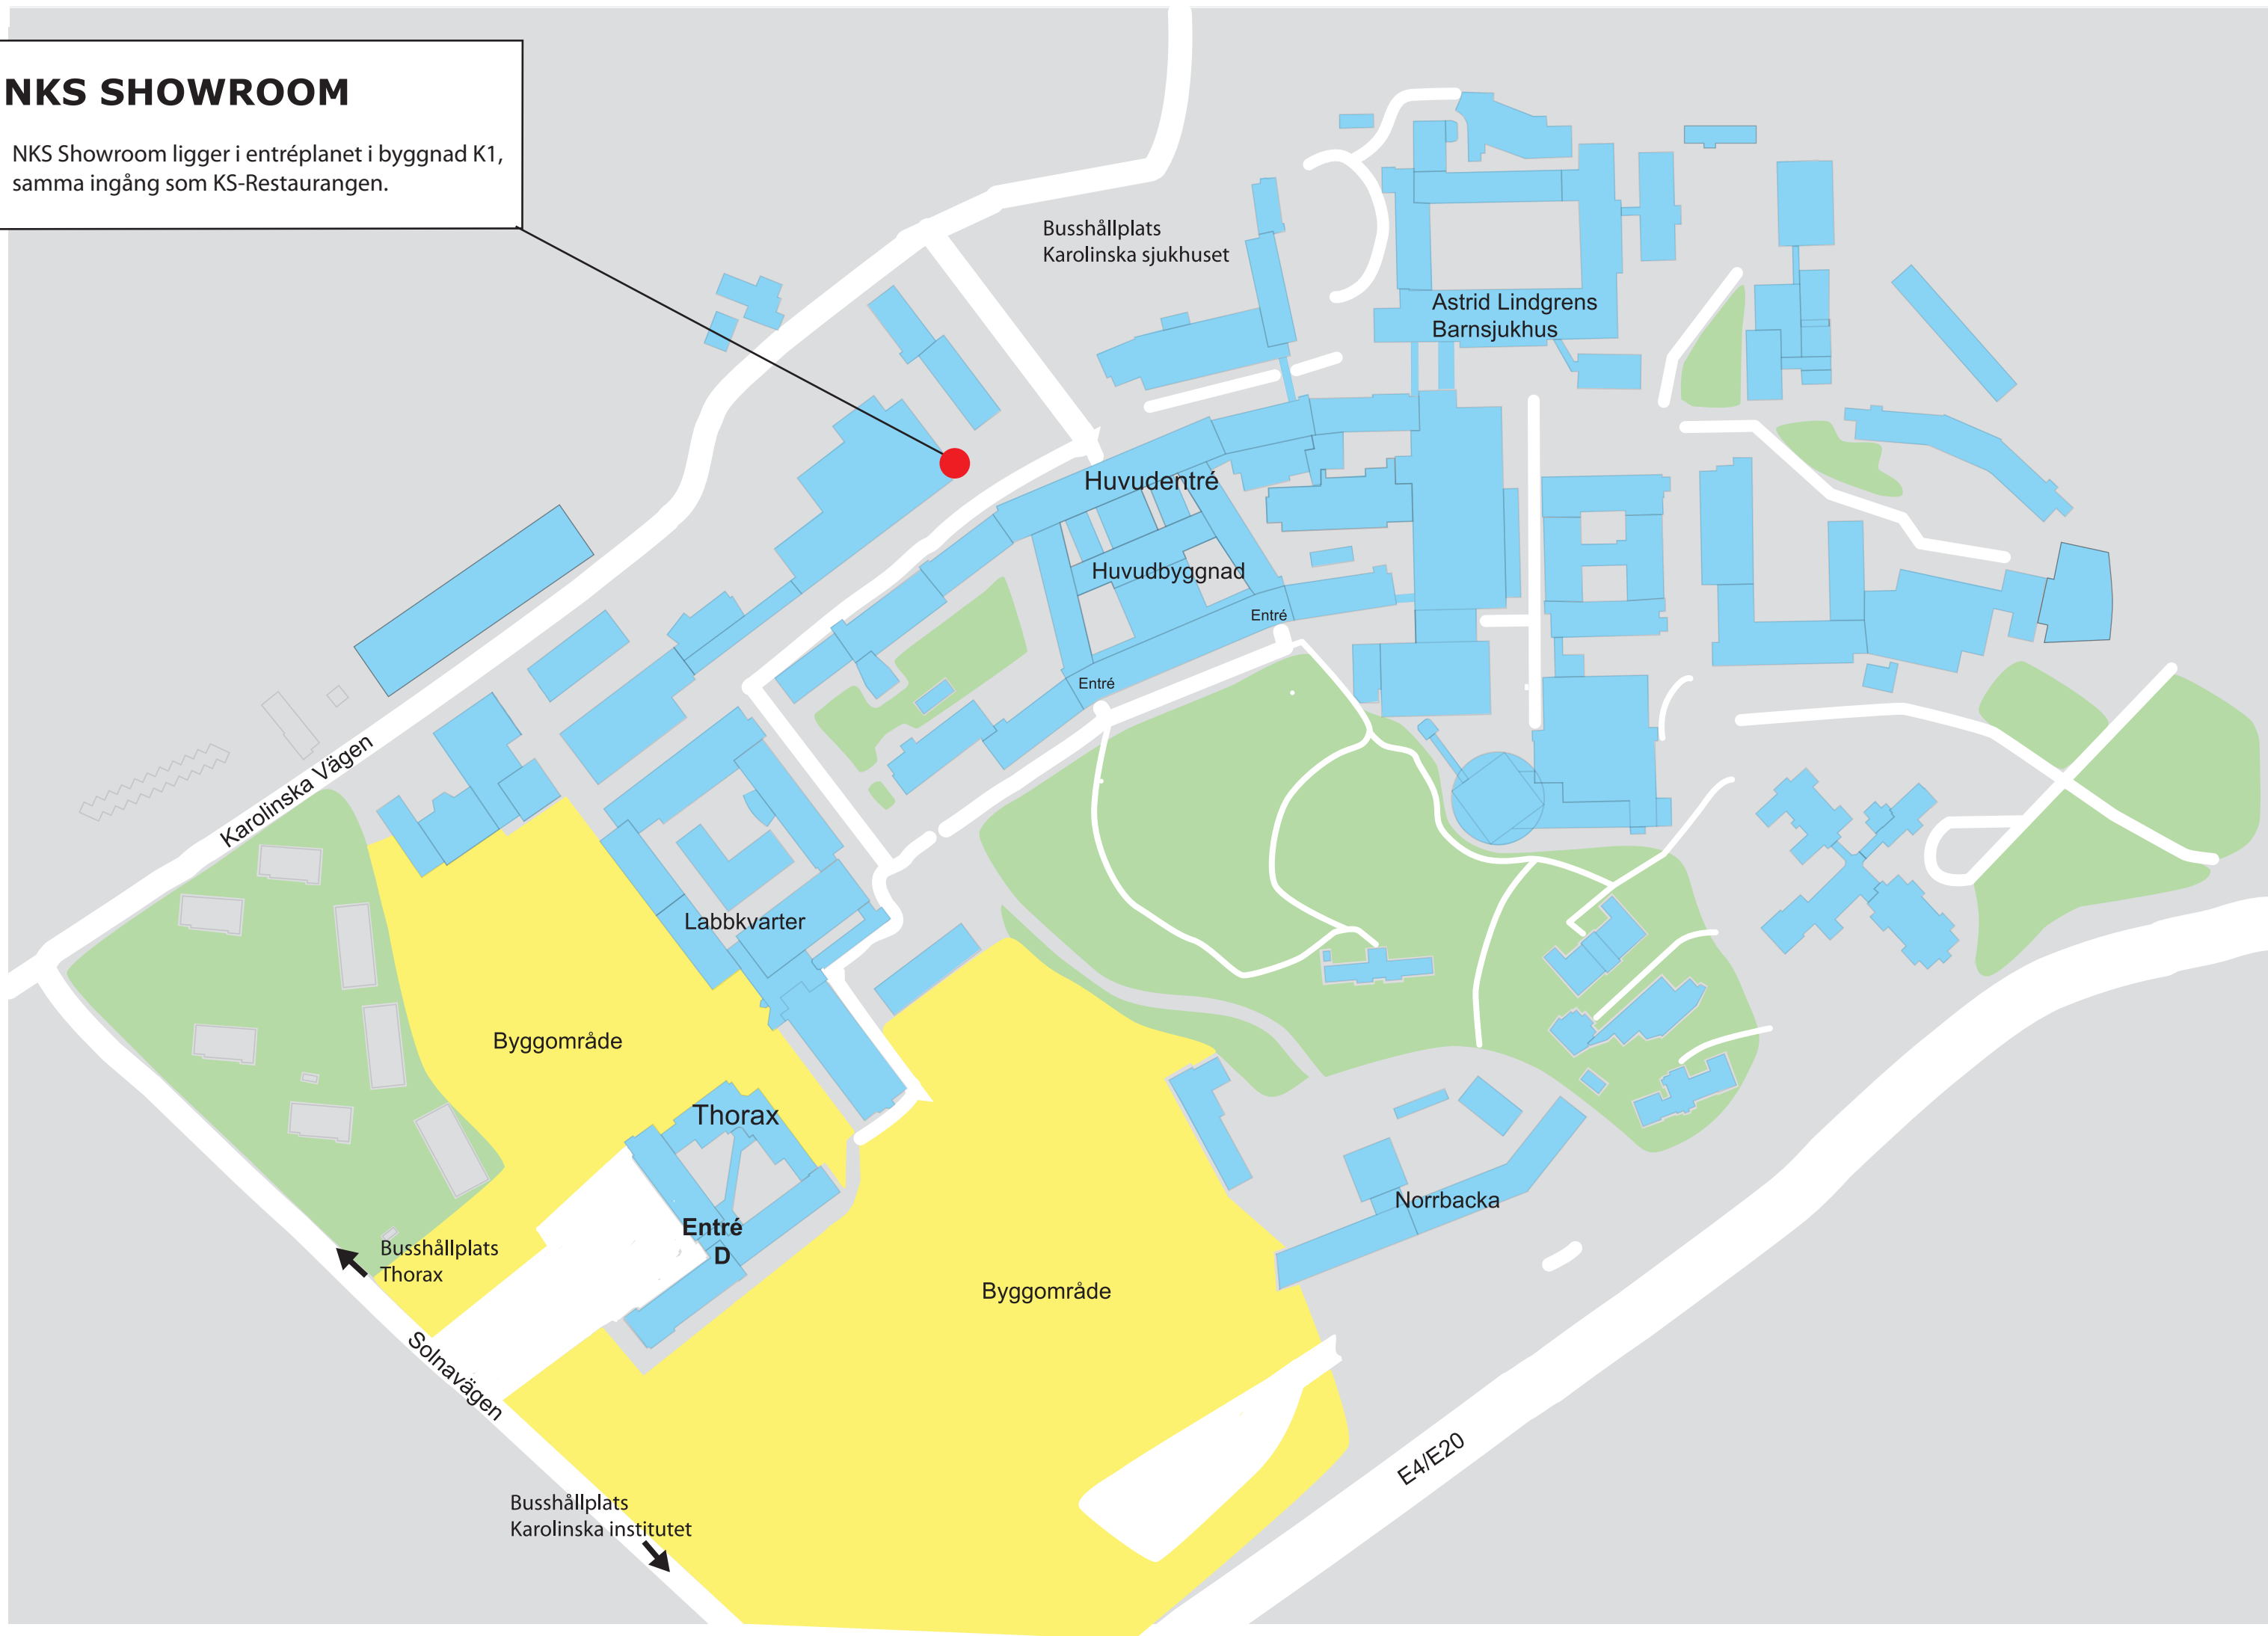 NKS SHOWROOM
NKS Showroom ligger i entréplanet i byggnad K1,
samma ingång som KS-Restaurangen.
Busshållplats
Karolinska sjukhuset
Astrid Lindgrens
Barnsjukhus
Huvudentré
Huvudbyggnad
Entré
Entré
Karolinska Vägen
Labbkvarter
Byggområde
Thorax
Entré
D
Norrbacka
Busshållplats
Thorax
Byggområde
Solnavägen
E4/E20
Busshållplats
Karolinska institutet